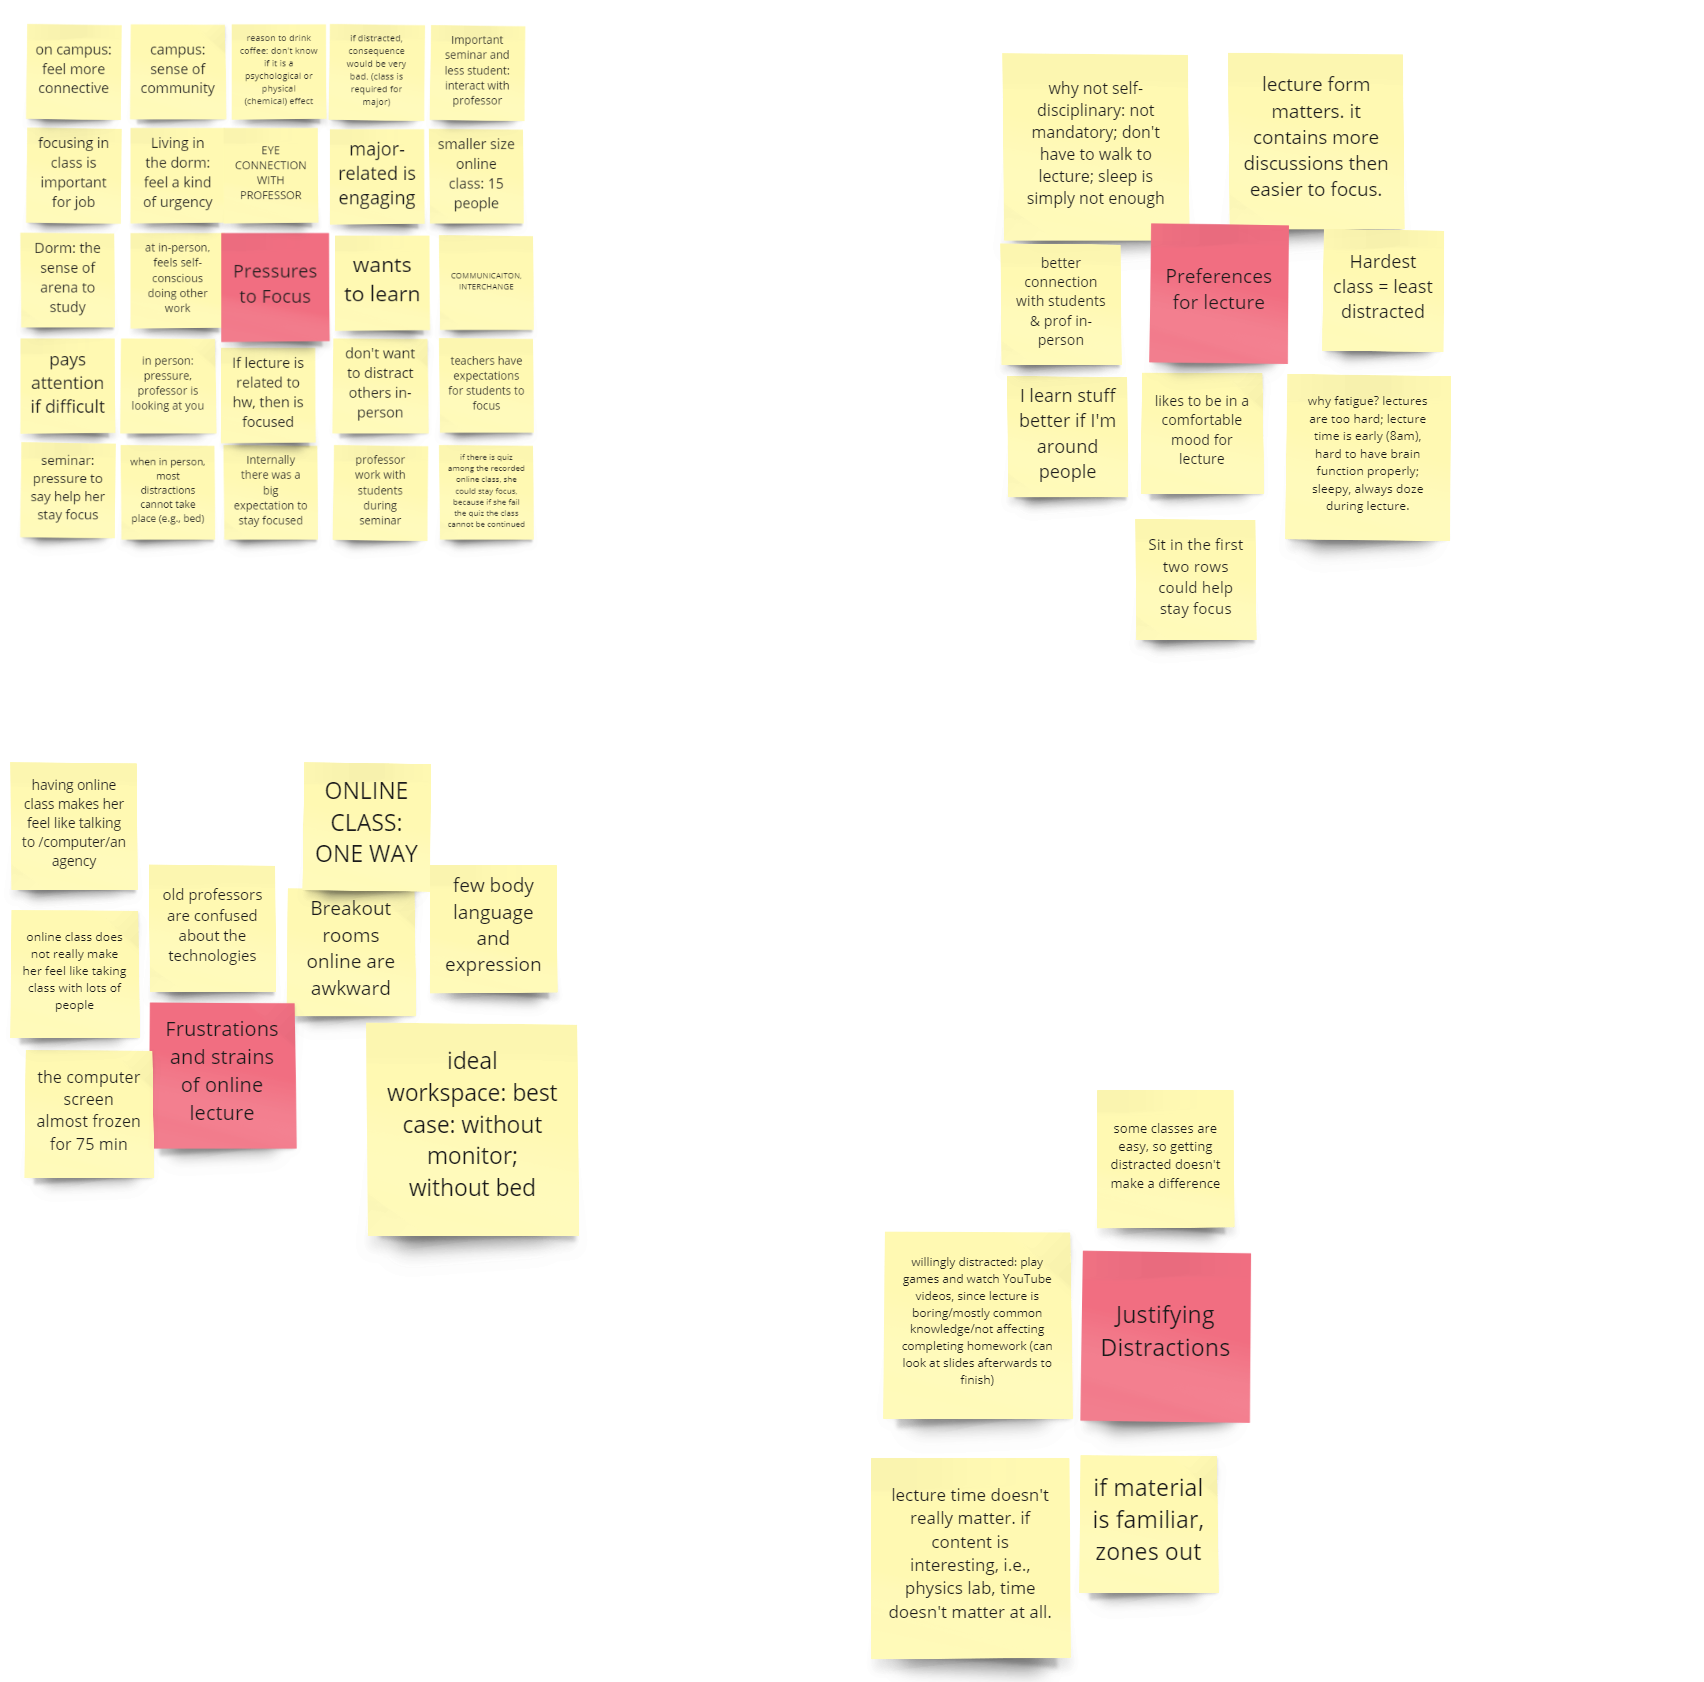 on campus:
feel more
connective
campus:
sense of
community
reason to drink
coffee: don't know
if it is a
psychological or
physical
(chemical) effect
if distracted,
consequence
would be very
bad. (class is
required for
major)
Important
seminar and
less student:
interact with
professor
focusing in
class is
important
for job
Living in
the dorm:
feel a kind
of urgency
EYE
CONNECTION
WITH
PROFESSOR
major-
related is
engaging
smaller size
online
class: 15
people
Dorm: the
sense of
arena to
study
at in-person,
feels self-
conscious
doing other
work
Pressures
to Focus
wants
to learn
COMMUNICAITON,
INTERCHANGE
pays
attention
if difficult
in person:
pressure,
professor is
looking at you
If lecture is
related to
hw, then is
focused
don't want
to distract
others in-
person
teachers have
expectations
for students to
focus
seminar:
pressure to
say help her
stay focus
when in person,
most
distractions
cannot take
place (e.g., bed)
Internally
there was a
big
expectation to
stay focused
professor
work with
students
during
seminar
if there is quiz
among the recorded
online class, she
could stay focus.
because if she fail
the quiz the class
cannot be continued
why not self-
disciplinary: not
mandatory; don't
have to walk to
lecture; sleep is
simply not enough
lecture form
matters. it
contains more
discussions then
easier to focus.
better
connection
with students
& prof in-
person
Preferences
for lecture
Hardest
class = least
distracted
I learn stuff
better if I'm
around
people
likes to be in a
comfortable
mood for
lecture
why fatigue? lectures
are too hard; lecture
time is early (8am),
hard to have brain
function properly;
sleepy, always doze
during lecture.
Sit in the first
two rows
could help
stay focus
having online
class makes her
feel like talking
to /computer/an
agency
ONLINE
CLASS:
ONE WAY
old professors
are confused
about the
technologies
Breakout
rooms
online are
awkward
few body
language
and
expression
online class does
not really make
her feel like taking
class with lots of
people
Frustrations
and strains
of online
lecture
the computer
screen
almost frozen
for 75 min
ideal
workspace: best
case: without
monitor;
without bed
some classes are
easy, so getting
distracted doesn't
make a difference
willingly distracted: play
games and watch YouTube
videos, since lecture is
boring/mostly common
knowledge/not affecting
completing homework (can
look at slides afterwards to
finish)
Justifying
Distractions
lecture time doesn't
really matter. if
content is
interesting, i.e.,
physics lab, time
doesn't matter at all.
if material
is familiar,
zones out